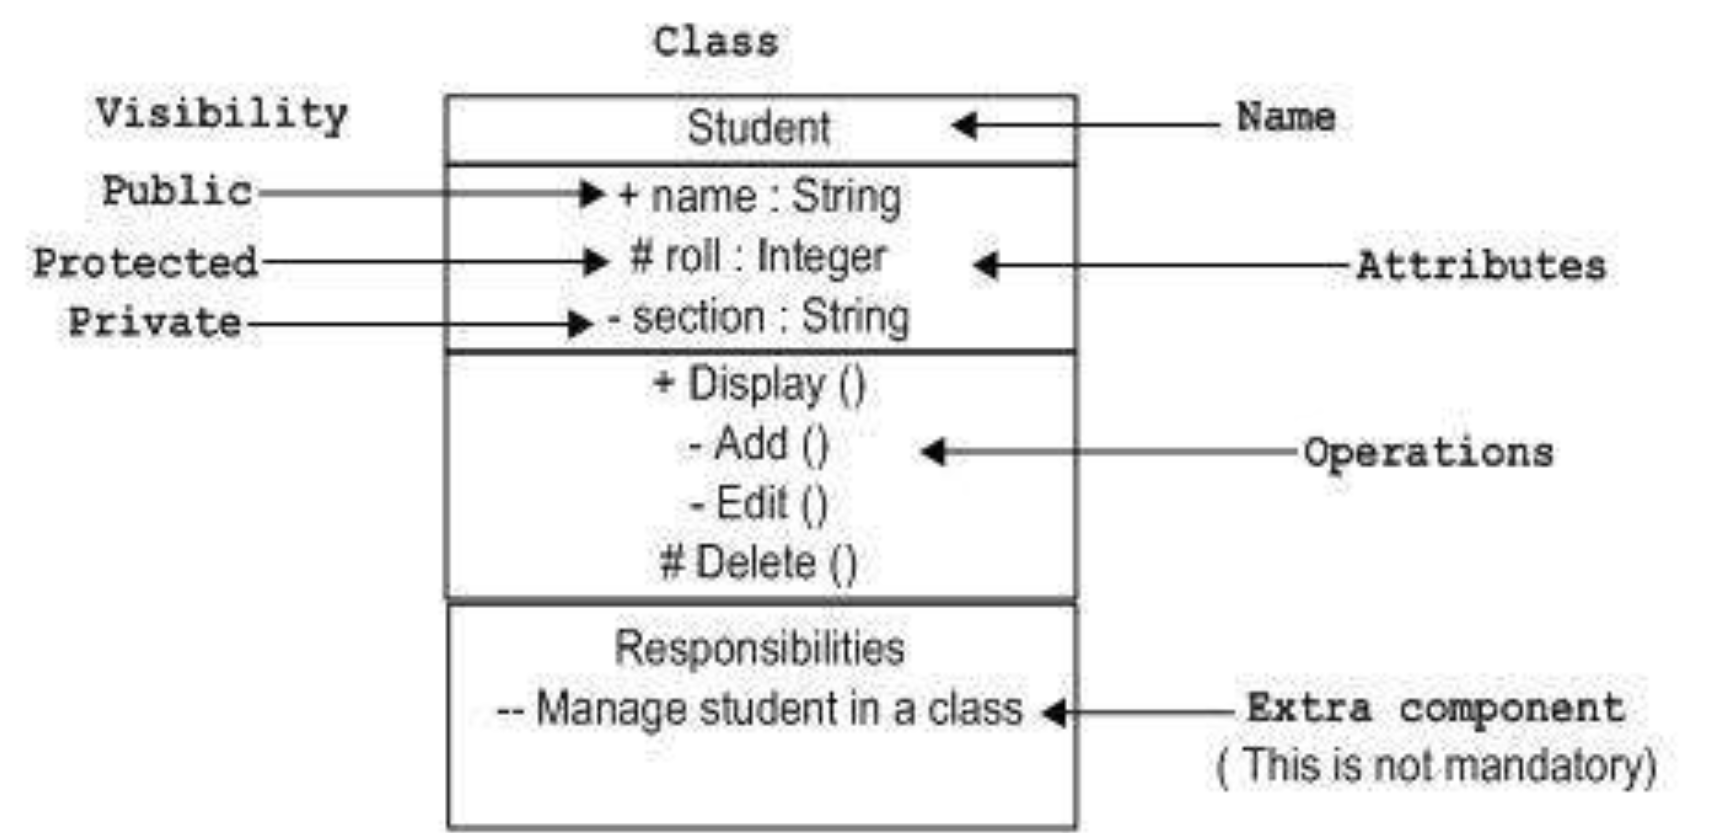 Class
Visibility
Student
Name
Public
+ name : String
Protected
# roll : Integer
Attributes
Private
- section : String
+ Display ()
- Add ()
Operations
- Edit ()
# Delete ()
Responsibilities
-- Manage student in a class
Extra component
( This is not mandatory)